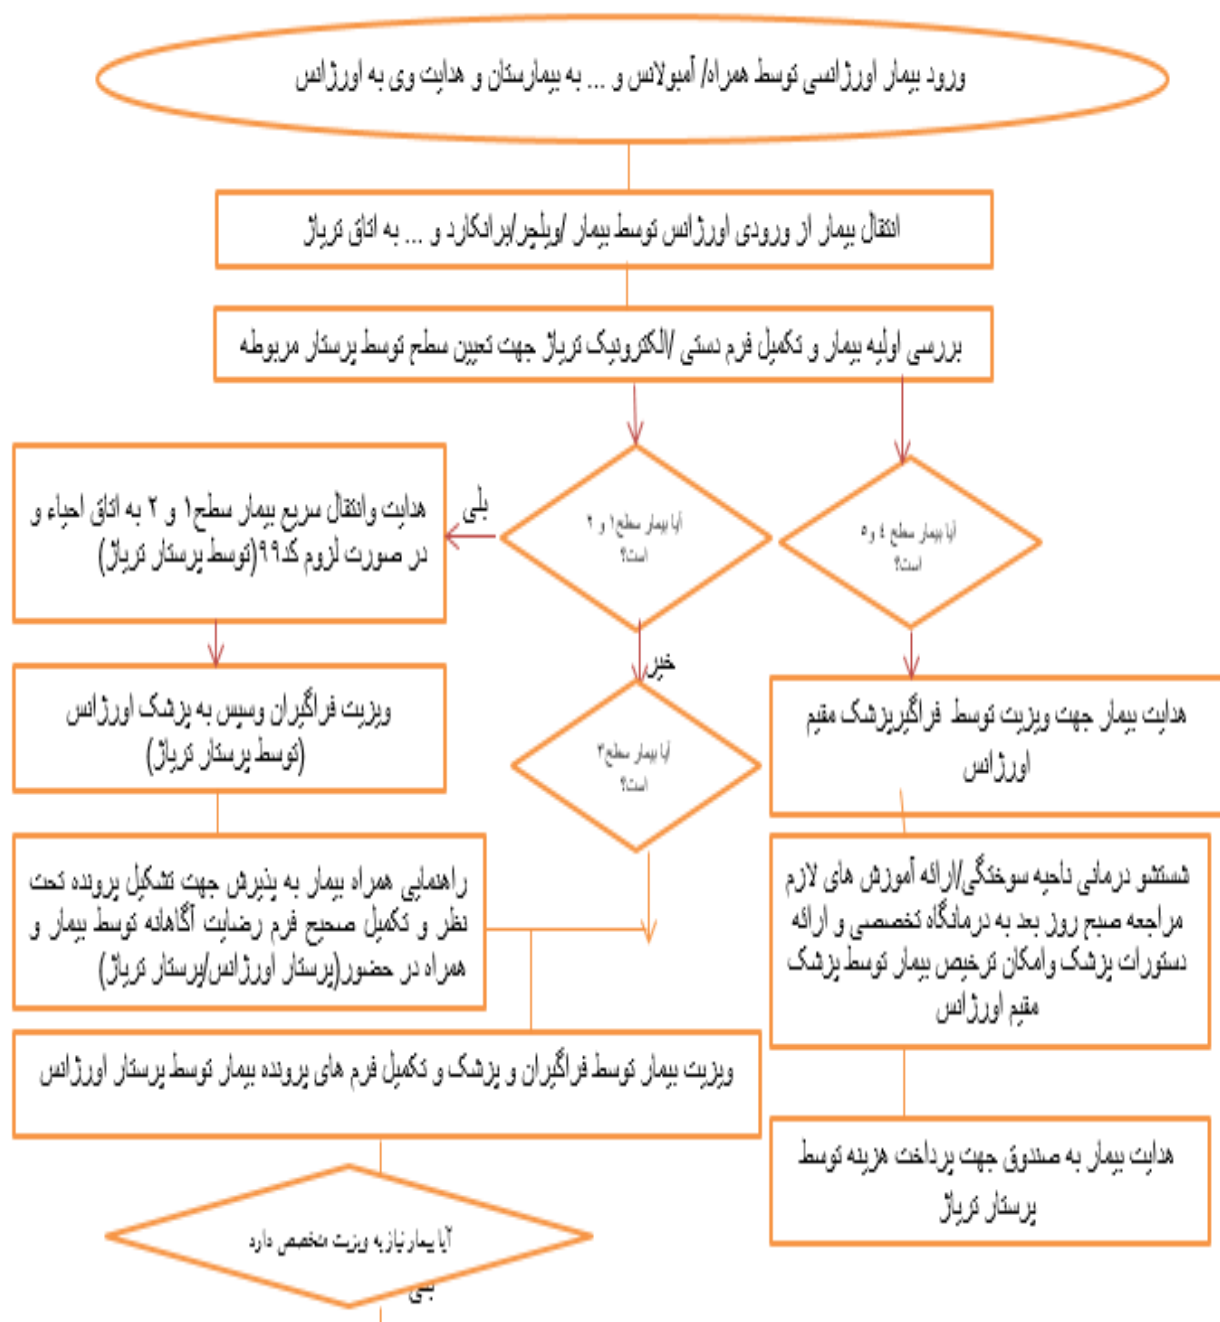 ورود بیمار اورژانسی توسط همراه/ آمبولانس و ... به بیمارستان و هدایت وی به اورژانس
انتقال بیمار از ورودی اورژانس توسط بیمار /ویلچر/برانکارد و ... به اتاق تریاژ
بررسی اولیه بیمار و تکمیل فرم دستی /الکترونیک تریاژ جهت تعیین سطح توسط پرستار مربوطه
آیا بیمار سطح ٤ و ٥
است؟
آیا بیمار سطح ۱ و ۲
است؟
بلی
هدایت وانتقال سریع بیمار سطح۱ و ۲ به اتاق احیاء و
در صورت لزوم کد۹۹(توسط پرستار تریاژ)
خیر
هدایت بیمار جهت ویزیت توسط فراگیرپزشک مقیم
اورژانس
آیا بیمار سطح۳
است؟
ویزیت فراگیران وسپس به پزشک اورژانس
(توسط پرستار تریاژ)
شستشو درمانی ناحیه سوختگی/ارائه آموزش های لازم
مراجعه صبح روز بعد به درمانگاه تخصصی و ارائه
دستورات پزشک وامکان ترخیص بیمار توسط پزشک
مقیم اورژانس
راهنمایی همراه بیمار به پذیرش جهت تشکیل پرونده تحت
نظر و تکمیل صحیح فرم رضایت آگاهانه توسط بیمار و
همراه در حضور(پرستار اورژانس/پرستار تریاژ)
ویزیت بیمار توسط فراگیران و پزشک و تکمیل فرم های پرونده بیمار توسط پرستار اورژانس
هدایت بیمار به صندوق جهت پرداخت هزینه توسط
پرستار تریاژ
آیا بیمار نیاز به ویزیت متخصص دارد
بلی